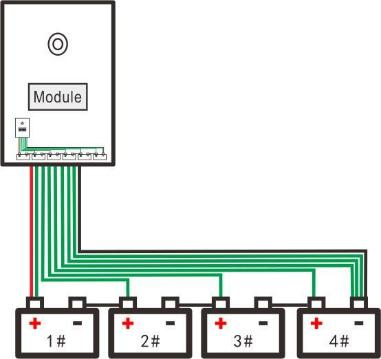 Module
+ - + - + - + -
1# 2# 3# 4#